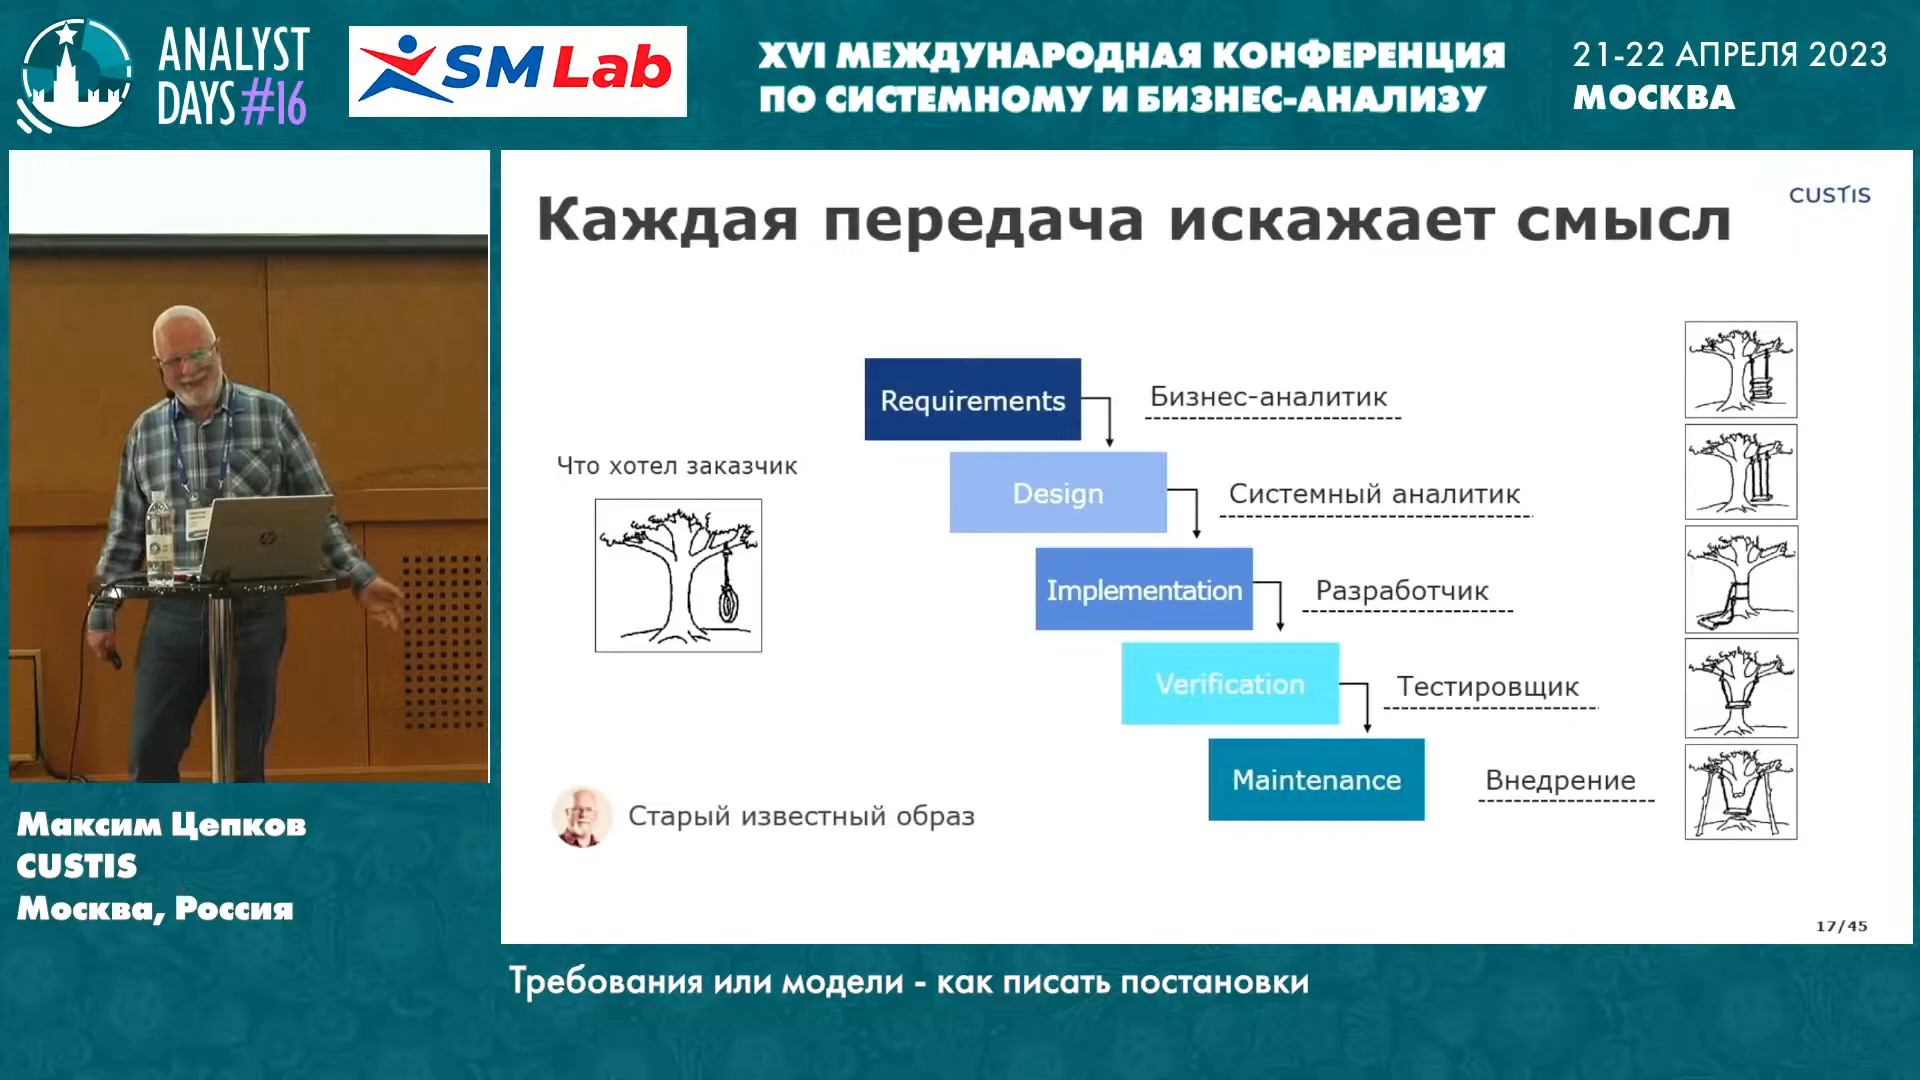 ANALYST
DAYS #16
SM Lab
XVI МЕЖДУНАРОДНАЯ КОНФЕРЕНЦИЯ
ПО СИСТЕМНОМУ И БИЗНЕС-АНАЛИЗУ
21-22 АПРЕЛЯ 2023
МОСКВА
Каждая передача искажает смысл
CUSTIS
Requirements
Бизнес-аналитик
Что хотел заказчик
Design
Системный аналитик
Implementation
Разработчик
Verification
Тестировщик
Maintenance
Внедрение
Старый известный образ
17/45
Максим Цепков
CUSTIS
Москва, Россия
Требования или модели - как писать постановки